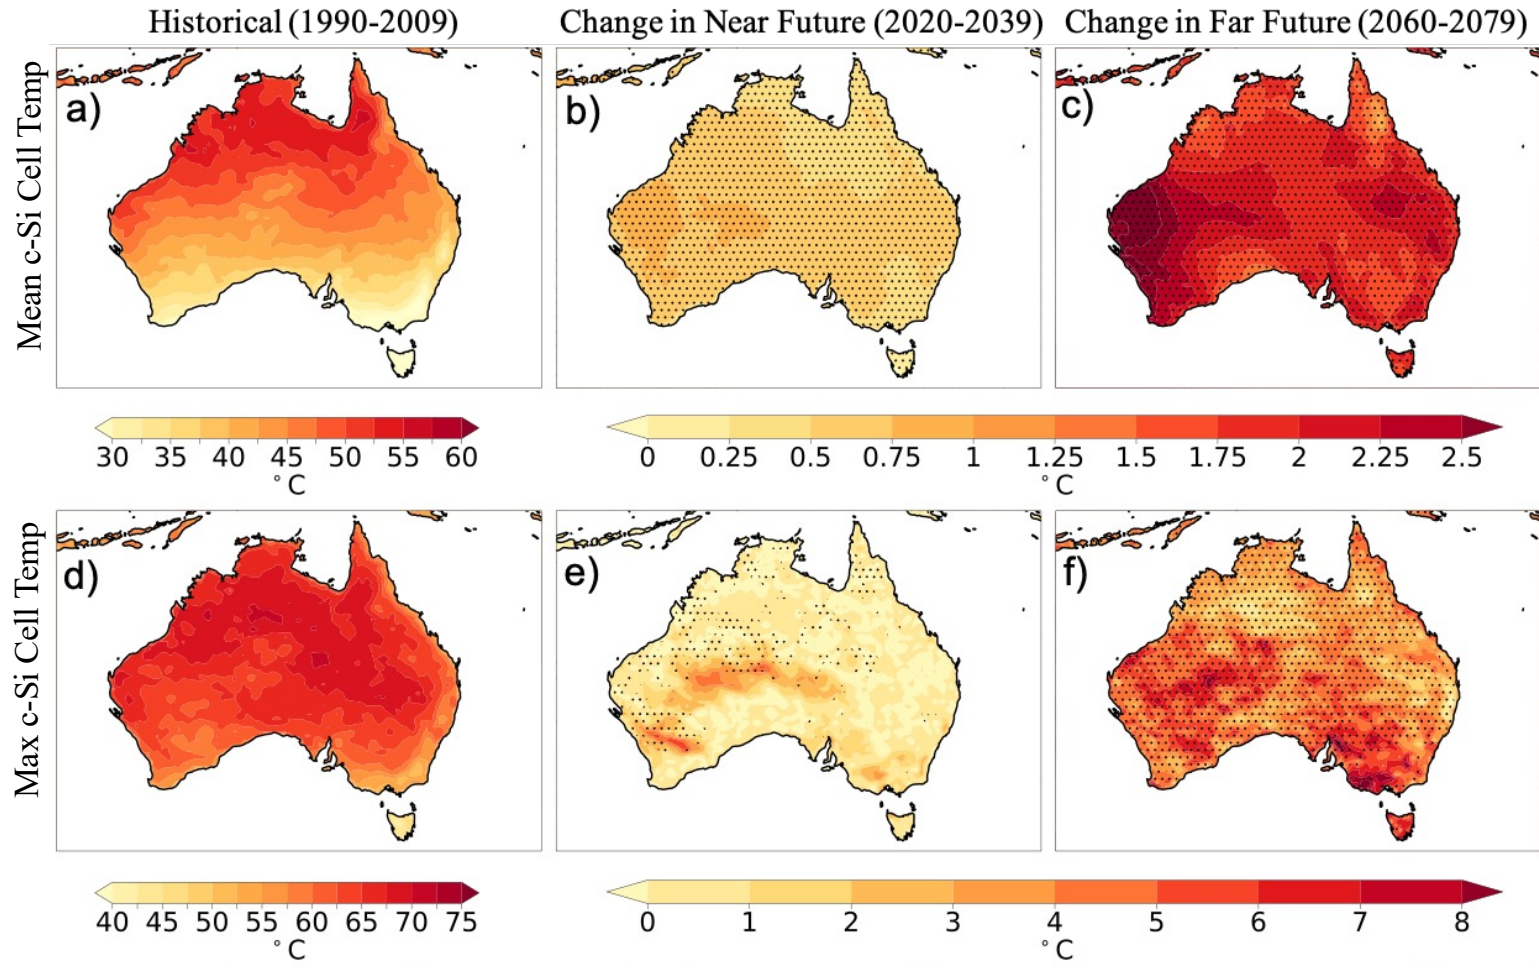 Historical (1990-2009)
Change in Near Future (2020-2039)
Change in Far Future (2060-2079)
Mean c-Si Cell Temp
a)
b)
c)
30 35 40 45 50 55 60
°C
0 0.25 0.5 0.75 1 1.25 1.5 1.75 2 2.25 2.5
°C
Max c-Si Cell Temp
d)
e)
f)
40 45 50 55 60 65 70 75
°C
0 1 2 3 4 5 6 7 8
°C